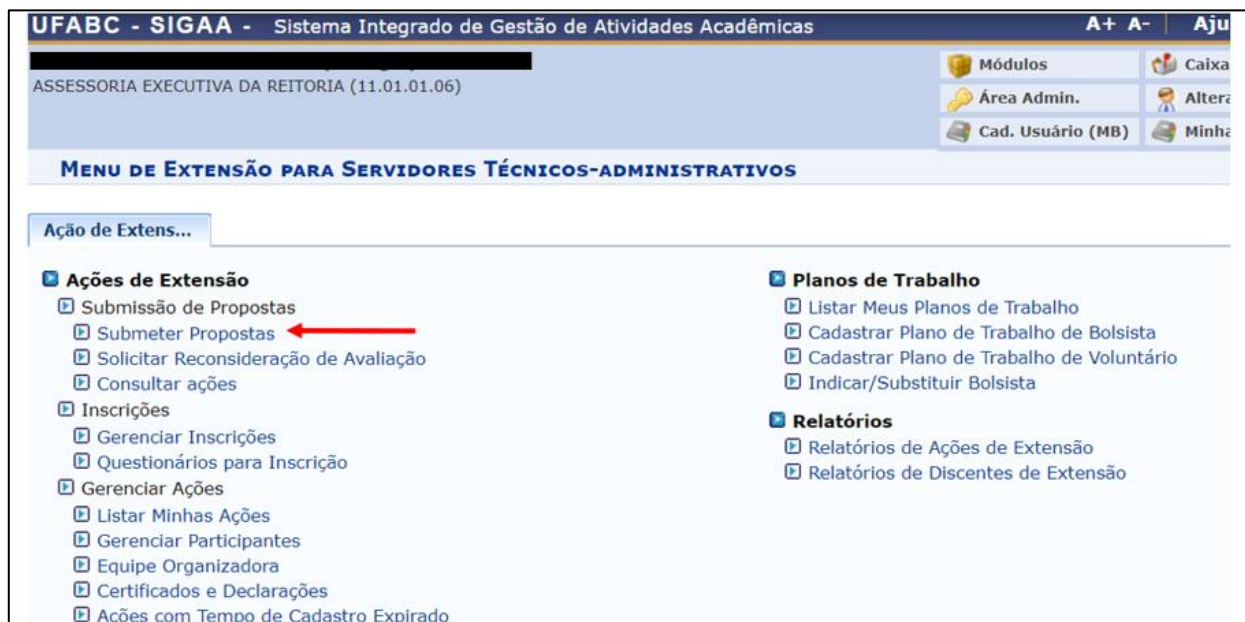 UFABC - SIGAA - Sistema Integrado de Gestão de Atividades Acadêmicas A+ A- | Aju
ASSESSORIA EXECUTIVA DA REITORIA (11.01.01.06)
Módulos Caixa
Área Admin. Altera
Cad. Usuário (MB) Minha
MENU DE EXTENSÃO PARA SERVIDORES TÉCNICOS-ADMINISTRATIVOS
Ação de Extens...
Ações de Extensão
Submissão de Propostas
Submeter Propostas
Solicitar Reconsideração de Avaliação
Consultar ações
Inscrições
Gerenciar Inscrições
Questionários para Inscrição
Gerenciar Ações
Listar Minhas Ações
Gerenciar Participantes
Equipe Organizadora
Certificados e Declarações
Ações com Tempo de Cadastro Expirado
Planos de Trabalho
Listar Meus Planos de Trabalho
Cadastrar Plano de Trabalho de Bolsista
Cadastrar Plano de Trabalho de Voluntário
Indicar/Substituir Bolsista
Relatórios
Relatórios de Ações de Extensão
Relatórios de Discentes de Extensão